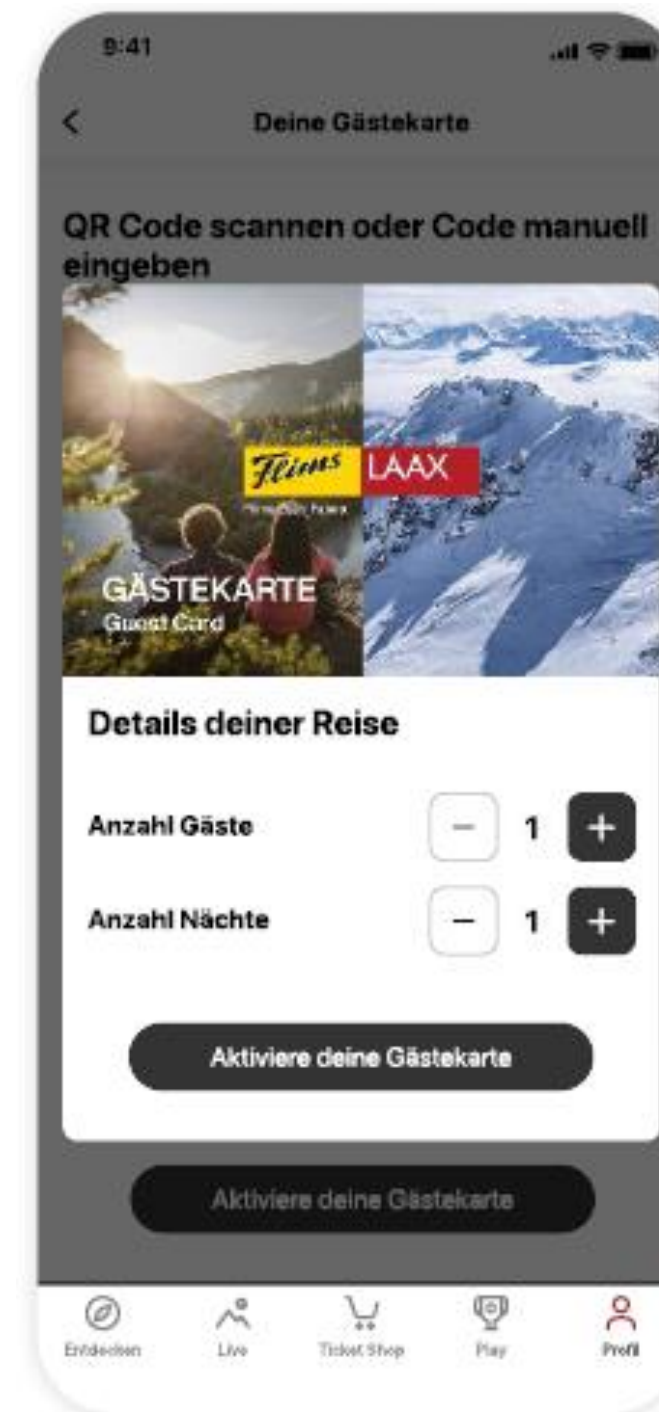 9:41
Deine Gästekarte
QR Code scannen oder Code manuell
eingeben
Flims LAAX
GÄSTEKARTE
Guest Card
Details deiner Reise
Anzahl Gäste
− 1 +
Anzahl Nächte
− 1 +
Aktiviere deine Gästekarte
Aktiviere deine Gästekarte
Entdecken
Live
Ticket Shop
Play
Profil